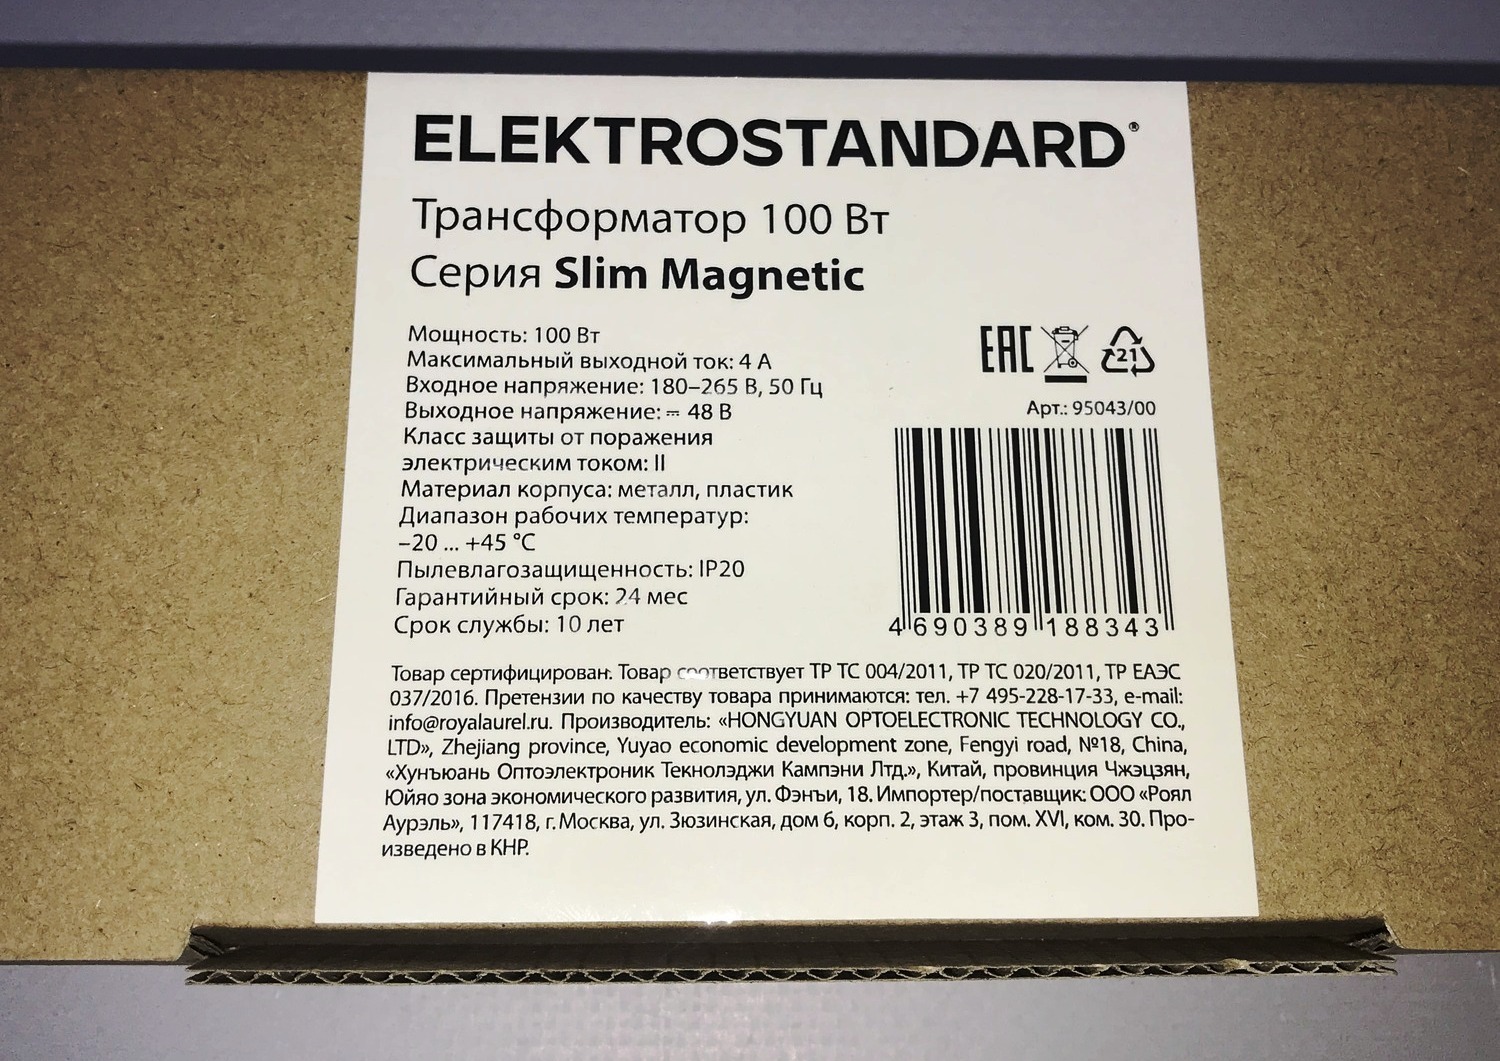 ELEKTROSTANDARD®
Трансформатор 100 Вт
Серия Slim Magnetic
Мощность: 100 Вт
Максимальный выходной ток: 4 А
Входное напряжение: 180–265 В, 50 Гц
Выходное напряжение: ⎓ 48 В
Класс защиты от поражения
электрическим током: II
Материал корпуса: металл, пластик
Диапазон рабочих температур:
–20 ... +45 °C
Пылевлагозащищенность: IP20
Гарантийный срок: 24 мес
Срок службы: 10 лет
EAC
21
Арт.: 95043/00
4 690389 188343
Товар сертифицирован. Товар соответствует ТР ТС 004/2011, ТР ТС 020/2011, ТР ЕАЭС
037/2016. Претензии по качеству товара принимаются: тел. +7 495-228-17-33, e-mail:
info@royalaurel.ru. Производитель: «HONGYUAN OPTOELECTRONIC TECHNOLOGY CO.,
LTD», Zhejiang province, Yuyao economic development zone, Fengyi road, №18, China,
«Хунъюань Оптоэлектроник Текнолэджи Кампэни Лтд.», Китай, провинция Чжэцзян,
Юйяо зона экономического развития, ул. Фэнъи, 18. Импортер/поставщик: ООО «Роял
Аурэль», 117418, г. Москва, ул. Зюзинская, дом 6, корп. 2, этаж 3, пом. XVI, ком. 30. Про-
изведено в КНР.